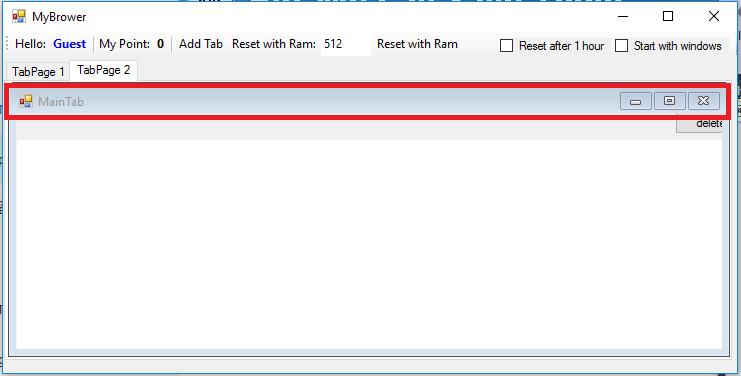 MyBrower
Hello: Guest My Point: 0 Add Tab Reset with Ram: 512 Reset with Ram Reset after 1 hour Start with windows
TabPage 1 TabPage 2
MainTab
delete